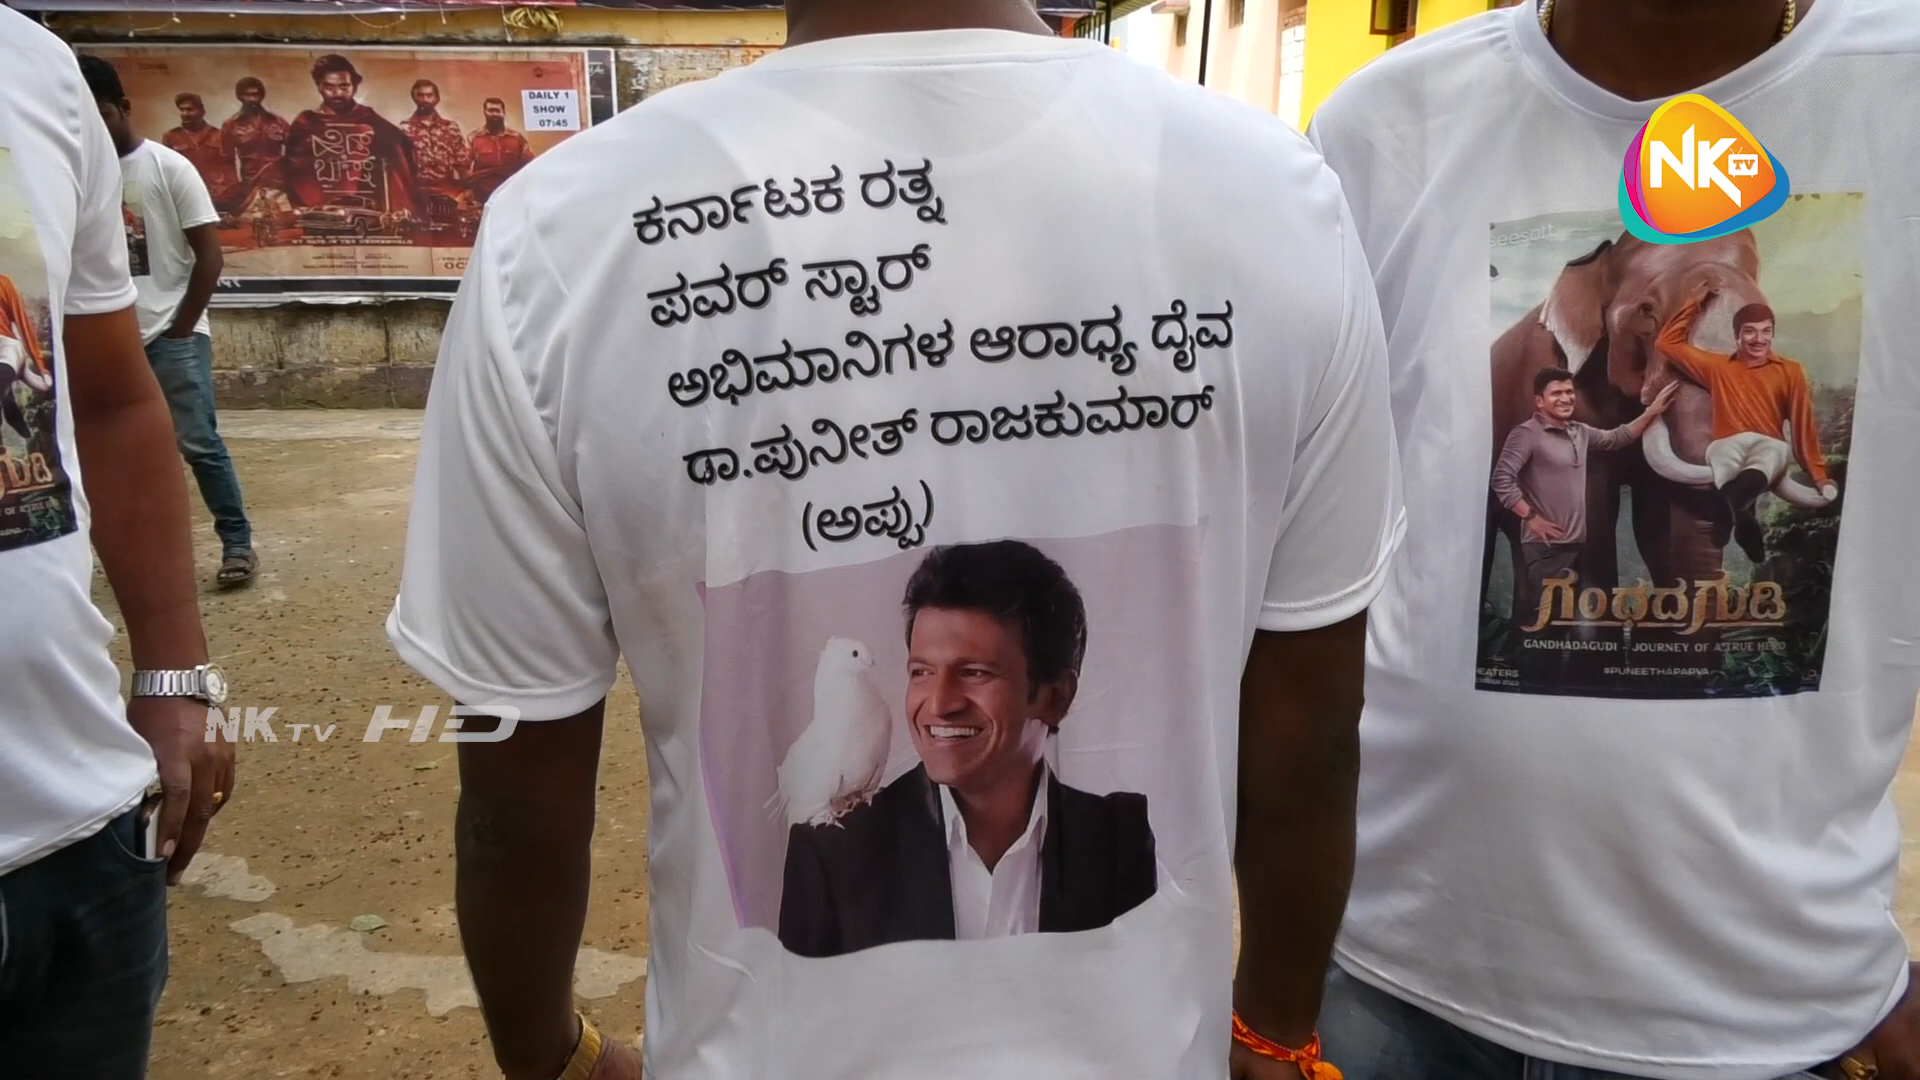 DAILY 1
SHOW
07:45
NK TV
ಕರ್ನಾಟಕ ರತ್ನ
ಪವರ್ ಸ್ಟಾರ್
ಅಭಿಮಾನಿಗಳ ಆರಾಧ್ಯ ದೈವ
ಡಾ.ಪುನೀತ್ ರಾಜಕುಮಾರ್
(ಅಪ್ಪು)
ಗಂಧದಗುಡಿ
GANDHADAGUDI - JOURNEY OF A TRUE HERO
#PUNEETHAPARVA
NK TV HD